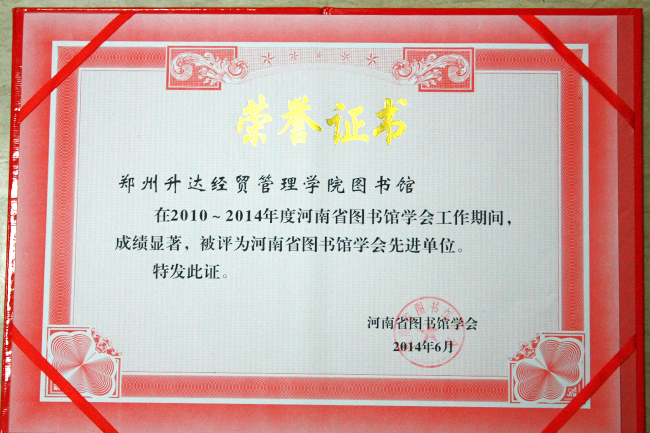 荣誉证书
郑州升达经贸管理学院图书馆
在2010～2014年度河南省图书馆学会工作期间，
成绩显著，被评为河南省图书馆学会先进单位。
特发此证。
河南省图书馆学会
2014年6月